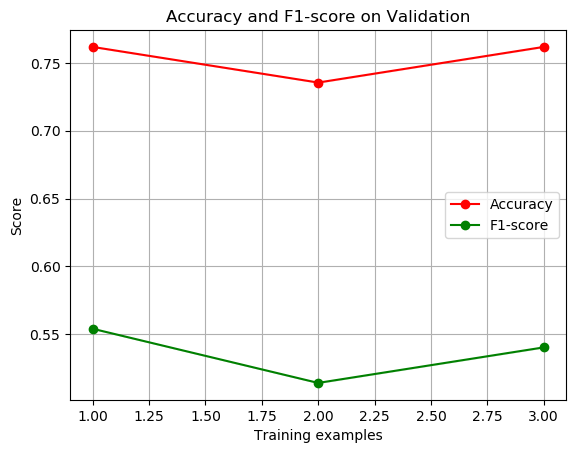 Accuracy and F1-score on Validation
0.75
0.70
0.65
0.60
0.55
Score
Accuracy
F1-score
1.00 1.25 1.50 1.75 2.00 2.25 2.50 2.75 3.00
Training examples